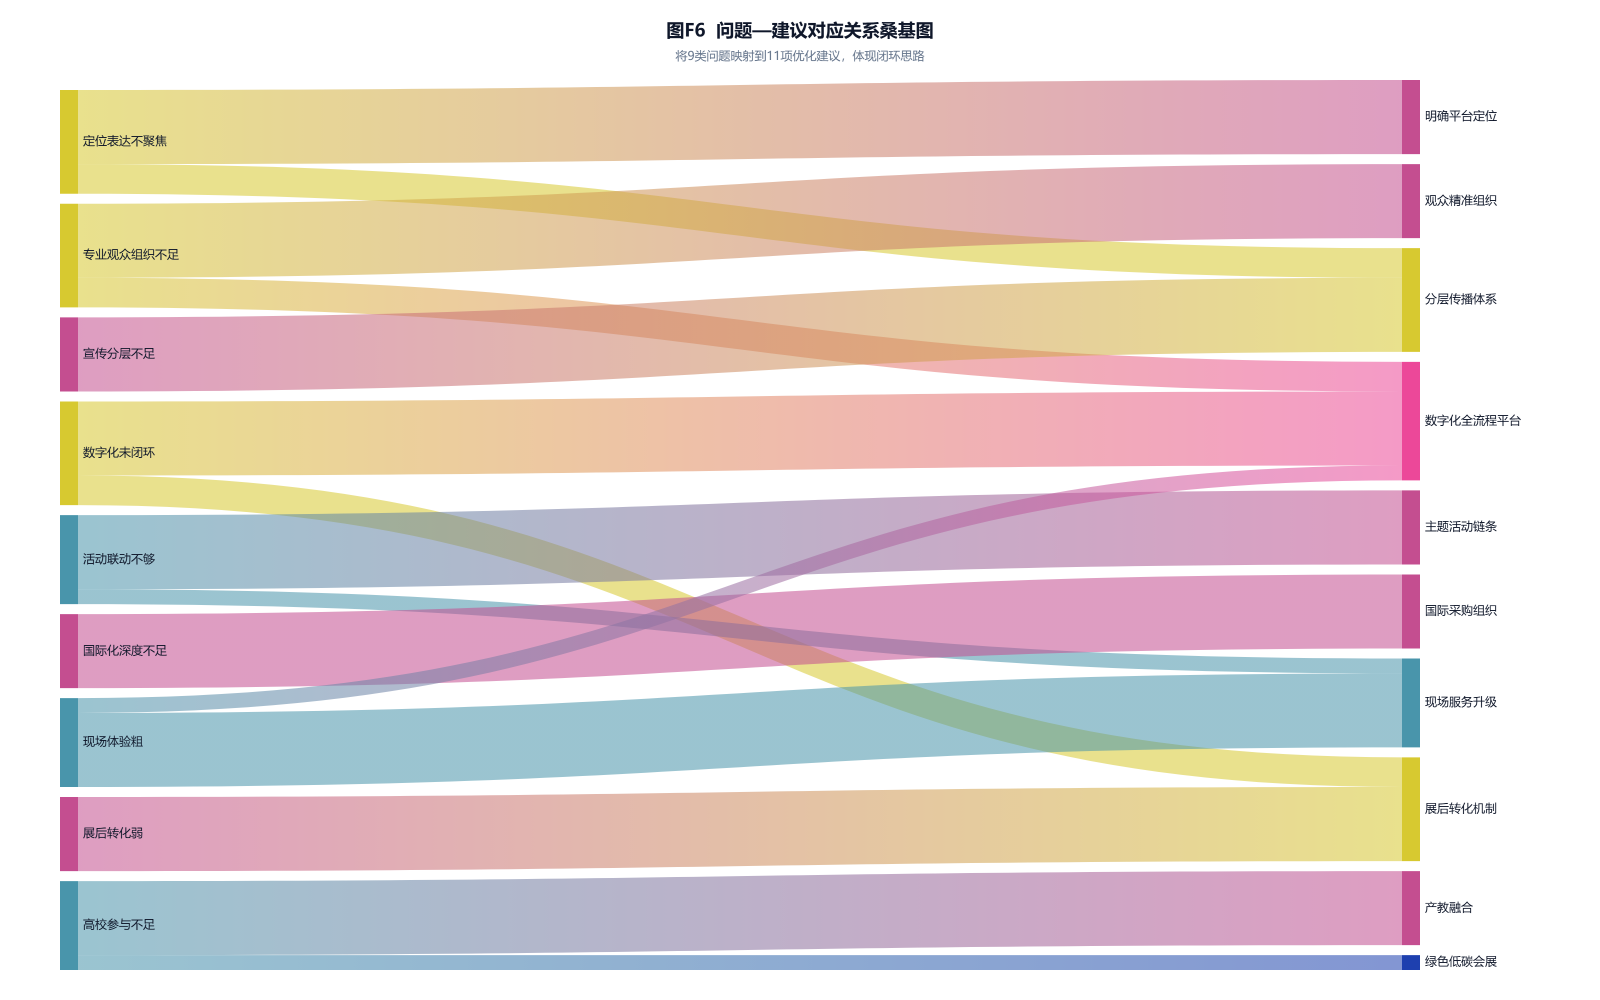 图F6 问题—建议对应关系桑基图
将9类问题映射到11项优化建议，体现闭环思路
定位表达不聚焦
专业观众组织不足
宣传分层不足
数字化未闭环
活动联动不够
国际化深度不足
现场体验粗
展后转化弱
高校参与不足
明确平台定位
观众精准组织
分层传播体系
数字化全流程平台
主题活动链条
国际采购组织
现场服务升级
展后转化机制
产教融合
绿色低碳会展